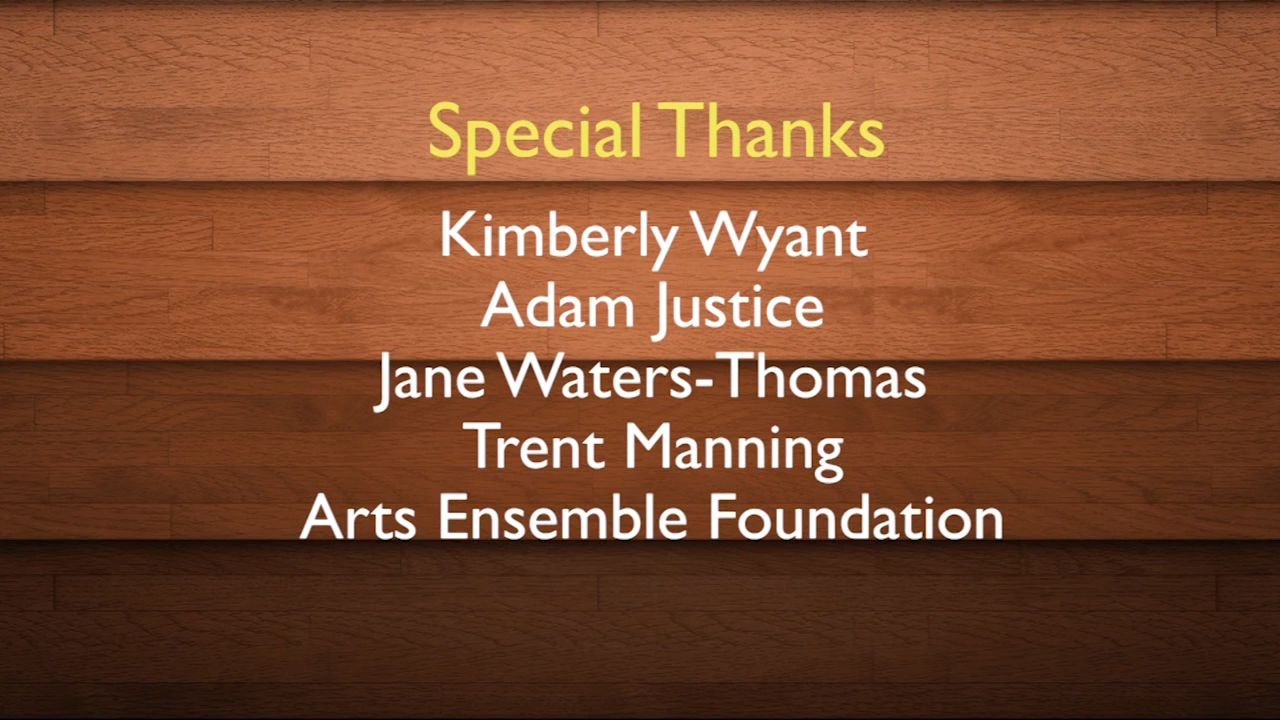 Special Thanks
Kimberly Wyant
Adam Justice
Jane Waters-Thomas
Trent Manning
Arts Ensemble Foundation